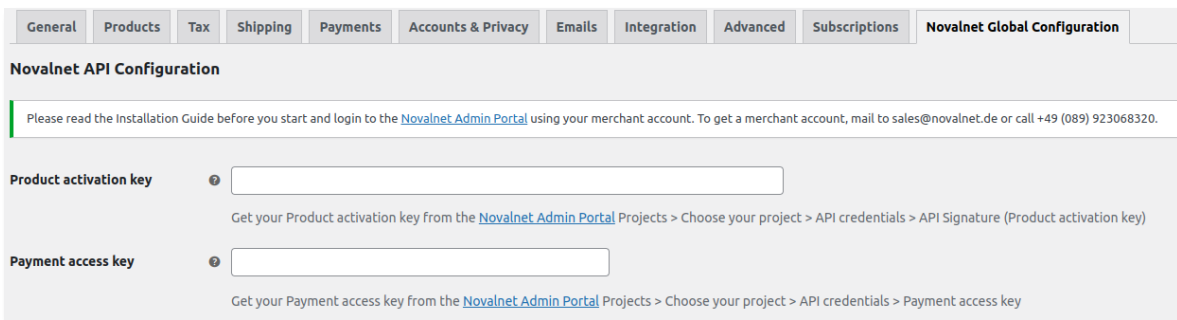 General Products Tax Shipping Payments Accounts & Privacy Emails Integration Advanced Subscriptions Novalnet Global Configuration
Novalnet API Configuration
Please read the Installation Guide before you start and login to the Novalnet Admin Portal using your merchant account. To get a merchant account, mail to sales@novalnet.de or call +49 (089) 923068320.
Product activation key
Get your Product activation key from the Novalnet Admin Portal Projects > Choose your project > API credentials > API Signature (Product activation key)
Payment access key
Get your Payment access key from the Novalnet Admin Portal Projects > Choose your project > API credentials > Payment access key